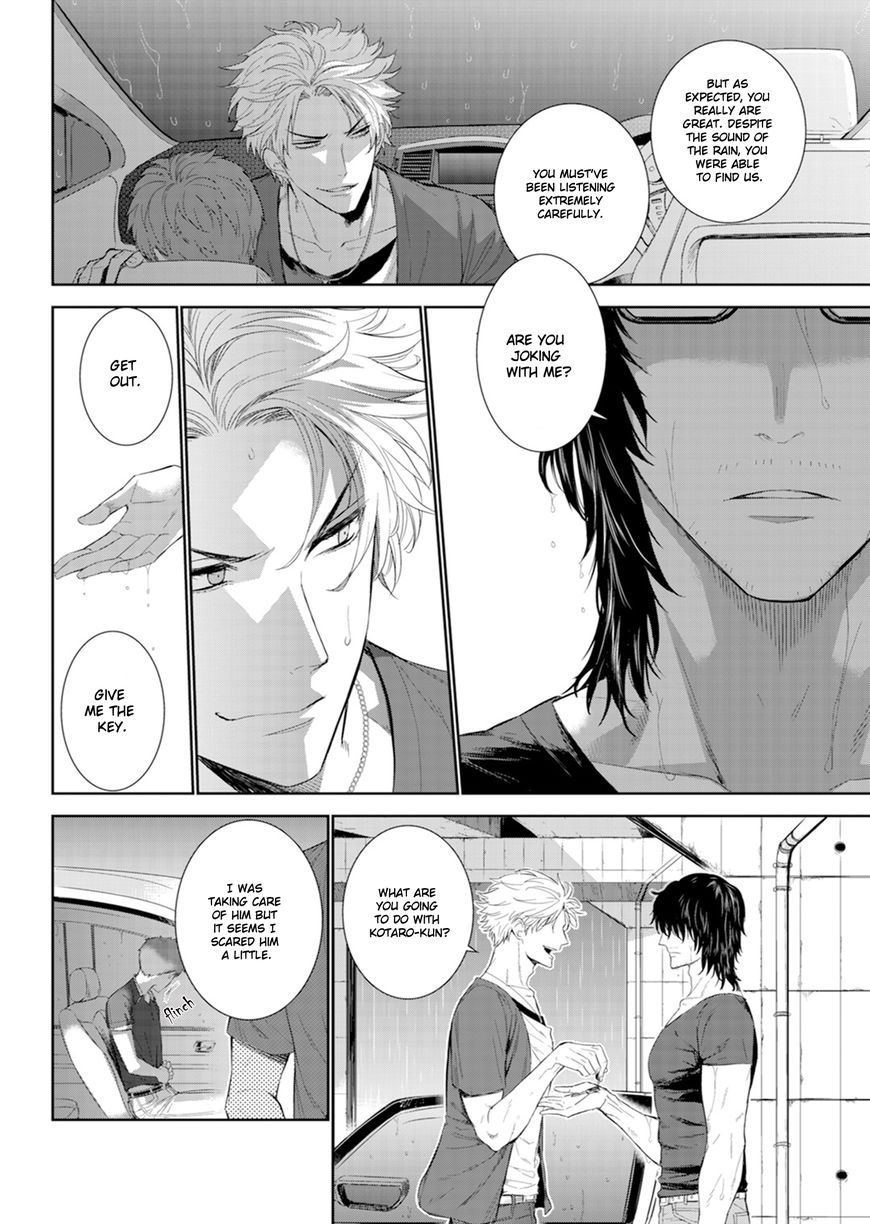 BUT AS
EXPECTED, YOU
REALLY ARE
GREAT. DESPITE
THE SOUND OF
THE RAIN, YOU
WERE ABLE
TO FIND US.
YOU MUST'VE
BEEN LISTENING
EXTREMELY
CAREFULLY.
ARE YOU
JOKING
WITH ME?
GET
OUT.
GIVE
ME THE
KEY.
WHAT ARE
YOU GOING
TO DO WITH
KOTARO-KUN?
I WAS
TAKING CARE
OF HIM BUT
IT SEEMS I
SCARED HIM
A LITTLE.
flinch